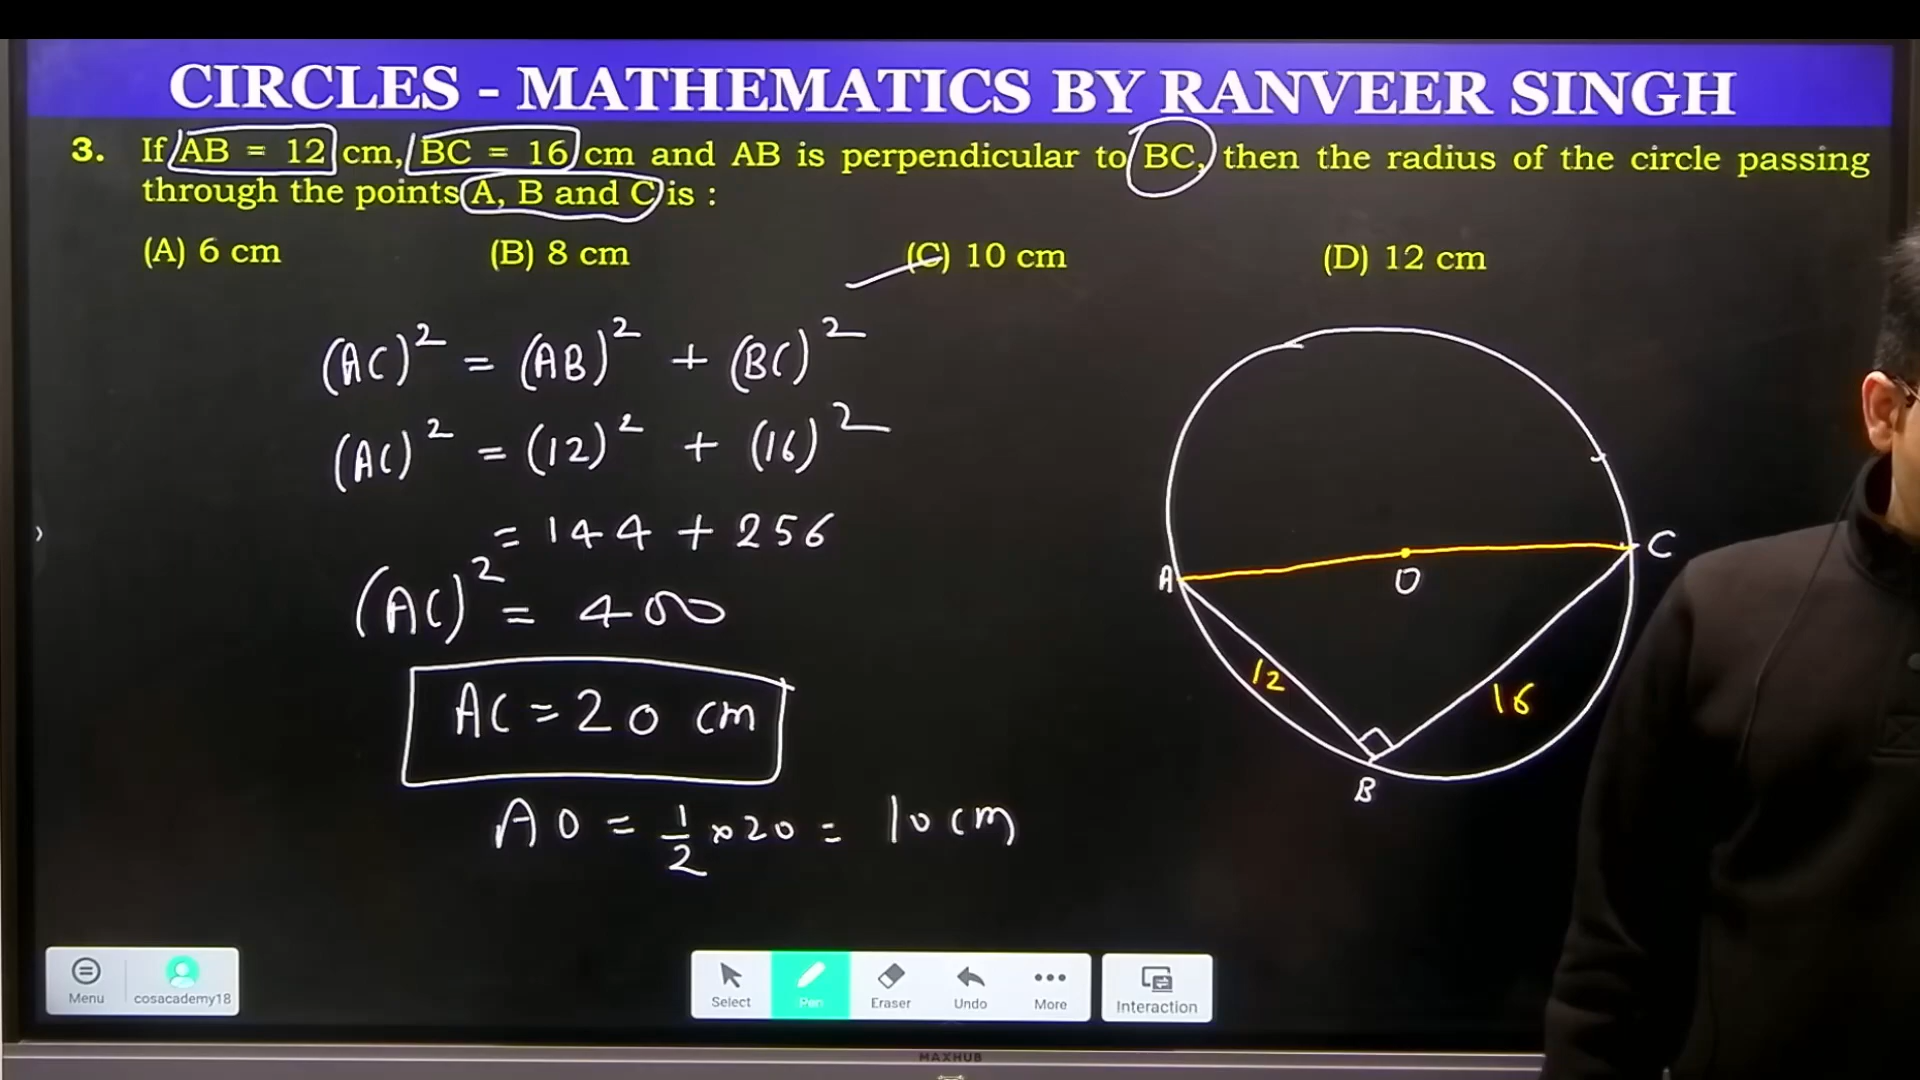 CIRCLES - MATHEMATICS BY RANVEER SINGH
3. If AB = 12 cm, BC = 16 cm and AB is perpendicular to BC, then the radius of the circle passing
through the points A, B and C is :
(A) 6 cm (B) 8 cm (C) 10 cm (D) 12 cm
(AC)² = (AB)² + (BC)²
(AC)² = (12)² + (16)²
= 144 + 256
(AC)² = 400
AC = 20 cm
AO = 1/2 × 20 = 10 cm
A
O
C
12
16
B
Menu cosacademy18
Select Pen Eraser Undo More Interaction
MAXHUB